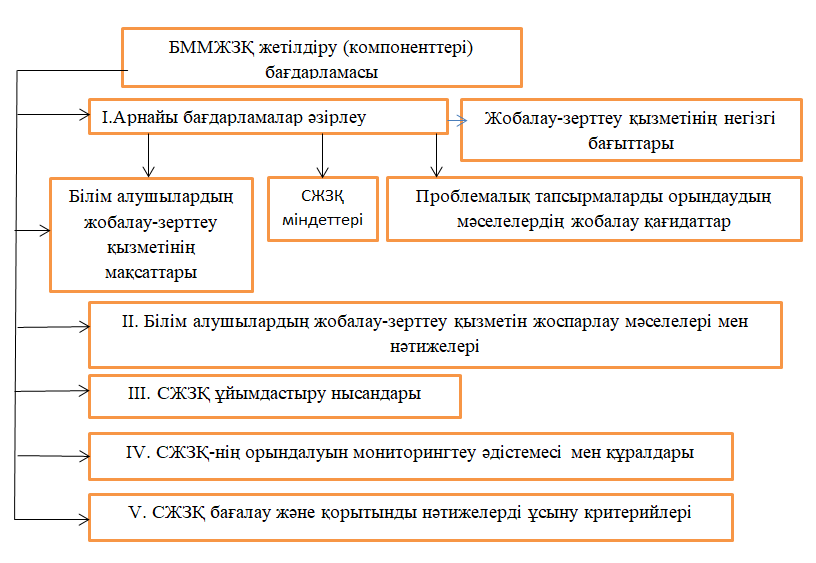 БММЖЗҚ жетілдіру (компоненттері)
бағдарламасы
І.Арнайы бағдарламалар әзірлеу
Жобалау-зерттеу қызметінің негізгі
бағыттары
Білім алушылардың
жобалау-зерттеу
қызметінің
мақсаттары
СЖЗҚ
міндеттері
Проблемалық тапсырмаларды орындаудың
мәселелердің жобалау қағидаттар
ІІ. Білім алушылардың жобалау-зерттеу қызметін жоспарлау мәселелері мен
нәтижелері
ІІІ. СЖЗҚ ұйымдастыру нысандары
IV. СЖЗҚ-нің орындалуын мониторингтеу әдістемесі мен құралдары
V. СЖЗҚ бағалау және қорытынды нәтижелерді ұсыну критерийлері